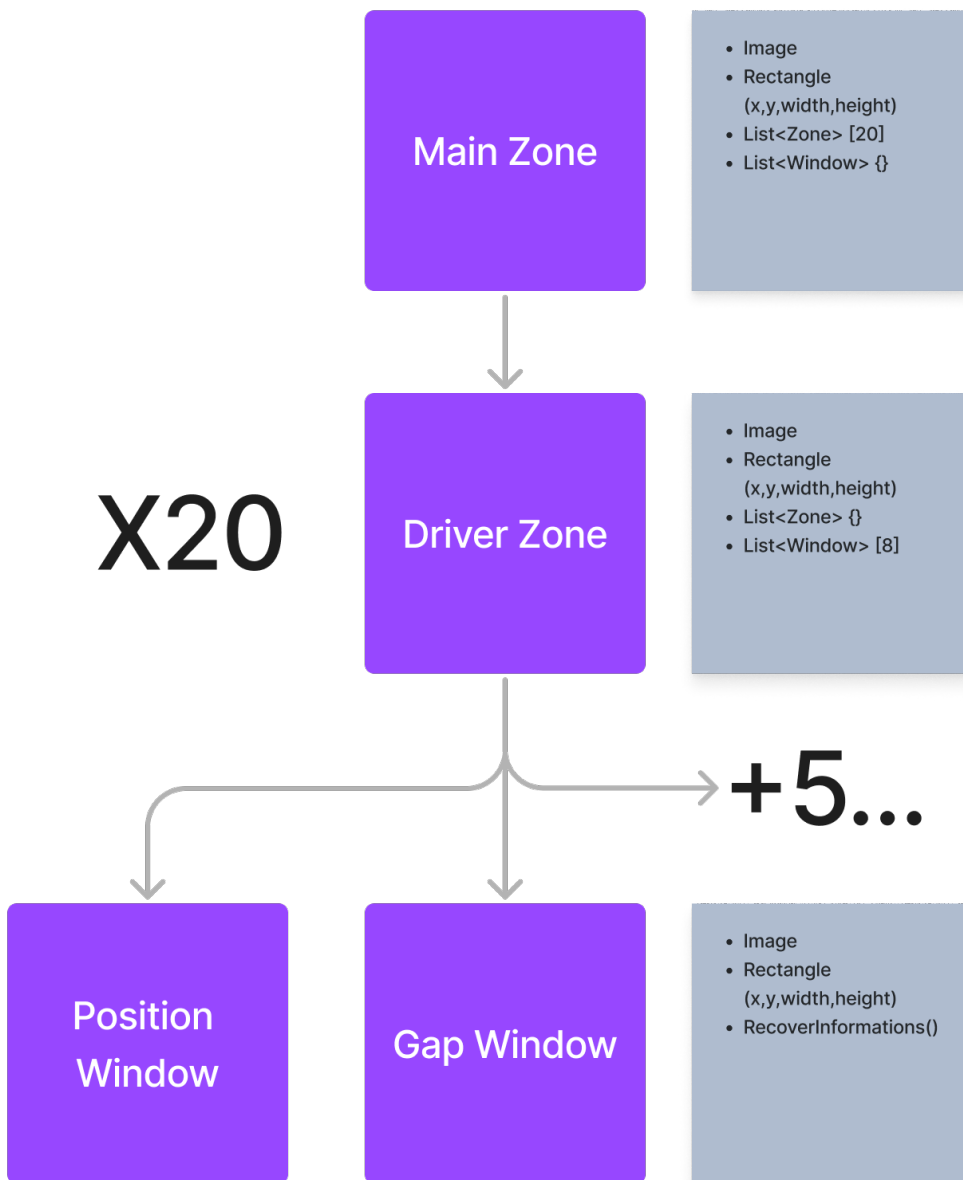 Main Zone
• Image
• Rectangle
(x,y,width,height)
• List<Zone> [20]
• List<Window> {}
X20
Driver Zone
• Image
• Rectangle
(x,y,width,height)
• List<Zone> {}
• List<Window> [8]
+5...
Position
Window
Gap Window
• Image
• Rectangle
(x,y,width,height)
• RecoverInformations()